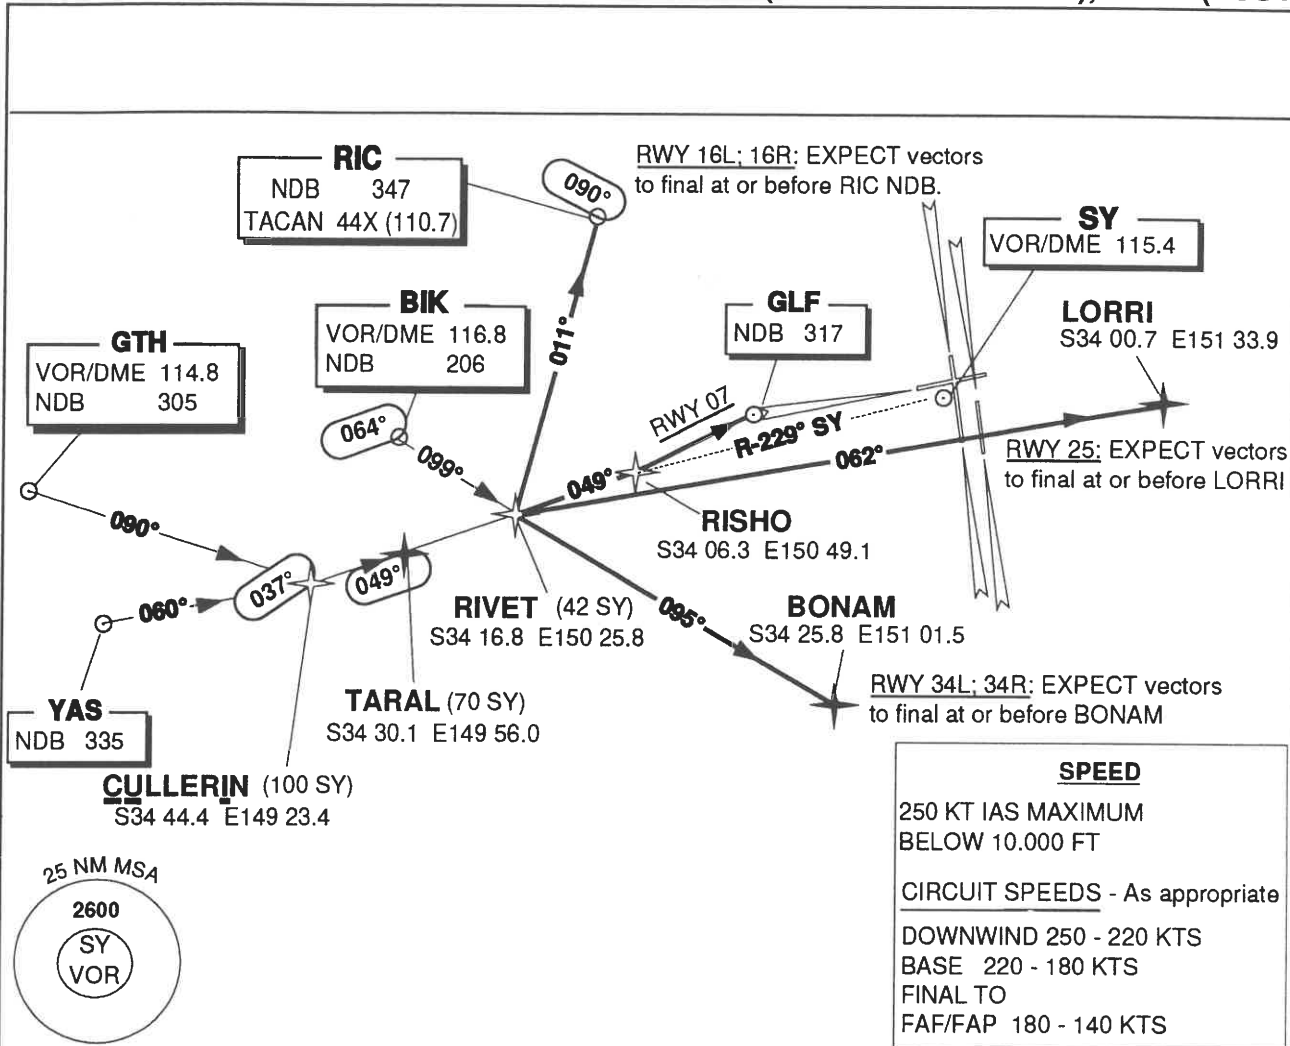 RIC
NDB 347
TACAN 44X (110.7)
090°
RWY 16L; 16R: EXPECT vectors
to final at or before RIC NDB.
SY
VOR/DME 115.4
BIK
VOR/DME 116.8
NDB 206
GLF
NDB 317
LORRI
S34 00.7 E151 33.9
GTH
VOR/DME 114.8
NDB 305
011°
064°
099°
RWY 07
R-229° SY
062°
RWY 25: EXPECT vectors
to final at or before LORRI
049°
RISHO
S34 06.3 E150 49.1
090°
037°
049°
060°
RIVET (42 SY)
S34 16.8 E150 25.8
095°
BONAM
S34 25.8 E151 01.5
RWY 34L; 34R: EXPECT vectors
to final at or before BONAM
TARAL (70 SY)
S34 30.1 E149 56.0
YAS
NDB 335
CULLERIN (100 SY)
S34 44.4 E149 23.4
25 NM MSA
2600
SY
VOR
SPEED
250 KT IAS MAXIMUM
BELOW 10.000 FT
CIRCUIT SPEEDS - As appropriate
DOWNWIND 250 - 220 KTS
BASE 220 - 180 KTS
FINAL TO
FAF/FAP 180 - 140 KTS